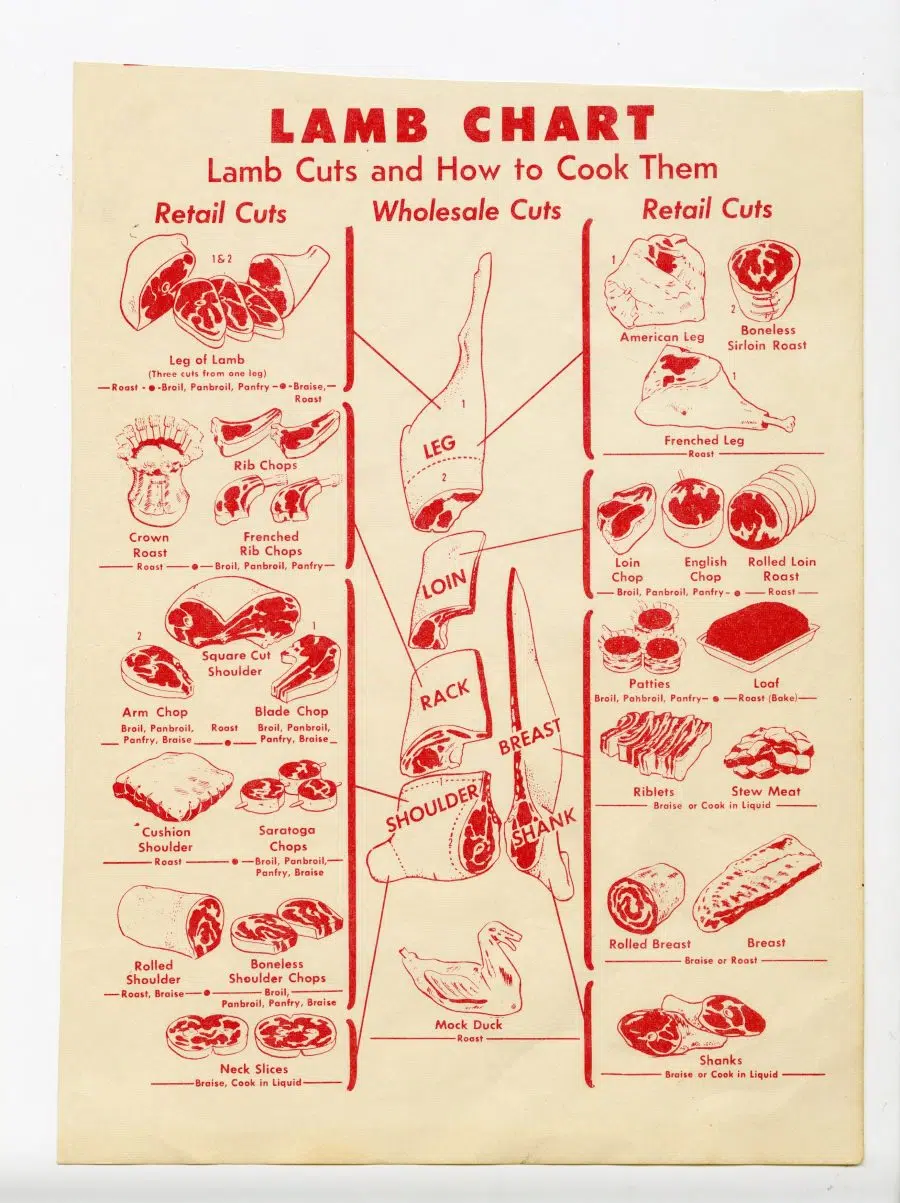 LAMB CHART
Lamb Cuts and How to Cook Them
Retail Cuts
Wholesale Cuts
Retail Cuts
1 & 2
Leg of Lamb
(Three cuts from one leg)
Roast - ● - Broil, Panbroil, Panfry - ● - Braise,
Roast
Crown
Roast
Rib Chops
Frenched
Rib Chops
Roast ● Broil, Panbroil, Panfry
Square Cut
Shoulder
2
1
Arm Chop
Blade Chop
Broil, Panbroil,
Panfry, Braise
Roast
●
Broil, Panbroil,
Panfry, Braise
Cushion
Shoulder
Saratoga
Chops
Roast ● Broil, Panbroil,
Panfry, Braise
Rolled
Shoulder
Boneless
Shoulder Chops
Roast, Braise ● Broil,
Panbroil, Panfry, Braise
Neck Slices
Braise, Cook in Liquid
1
LEG
2
LOIN
RACK
BREAST
SHOULDER
SHANK
Mock Duck
Roast
1
American Leg
2
Boneless
Sirloin Roast
1
Frenched Leg
Roast
Loin
Chop
English
Chop
Rolled Loin
Roast
Broil, Panbroil, Panfry - ● Roast
Patties
Loaf
Broil, Pahbroil, Panfry - ● Roast (Bake)
Riblets
Stew Meat
Braise or Cook in Liquid
Rolled Breast
Breast
Braise or Roast
Shanks
Braise or Cook in Liquid